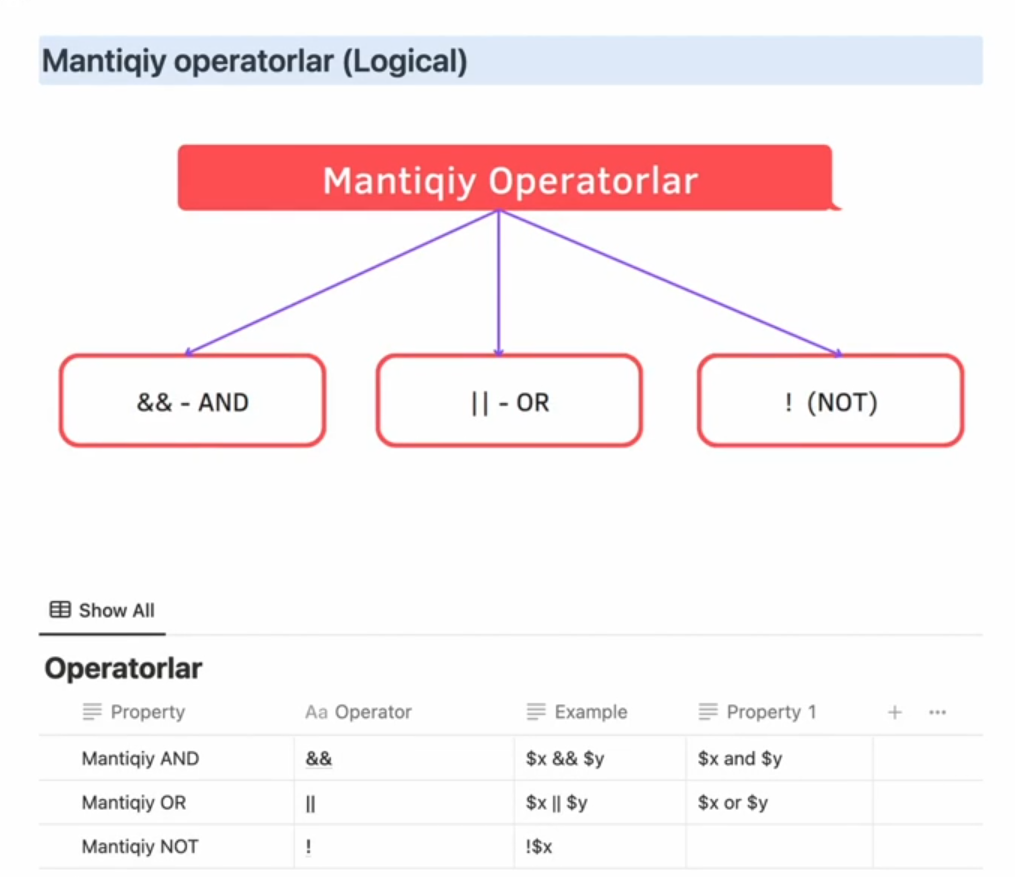 Mantiqiy operatorlar (Logical)
Mantiqiy Operatorlar
&& - AND
|| - OR
! (NOT)
Show All
Operatorlar
Property Aa Operator Example Property 1 + ...
Mantiqiy AND && $x && $y $x and $y
Mantiqiy OR || $x || $y $x or $y
Mantiqiy NOT ! !$x